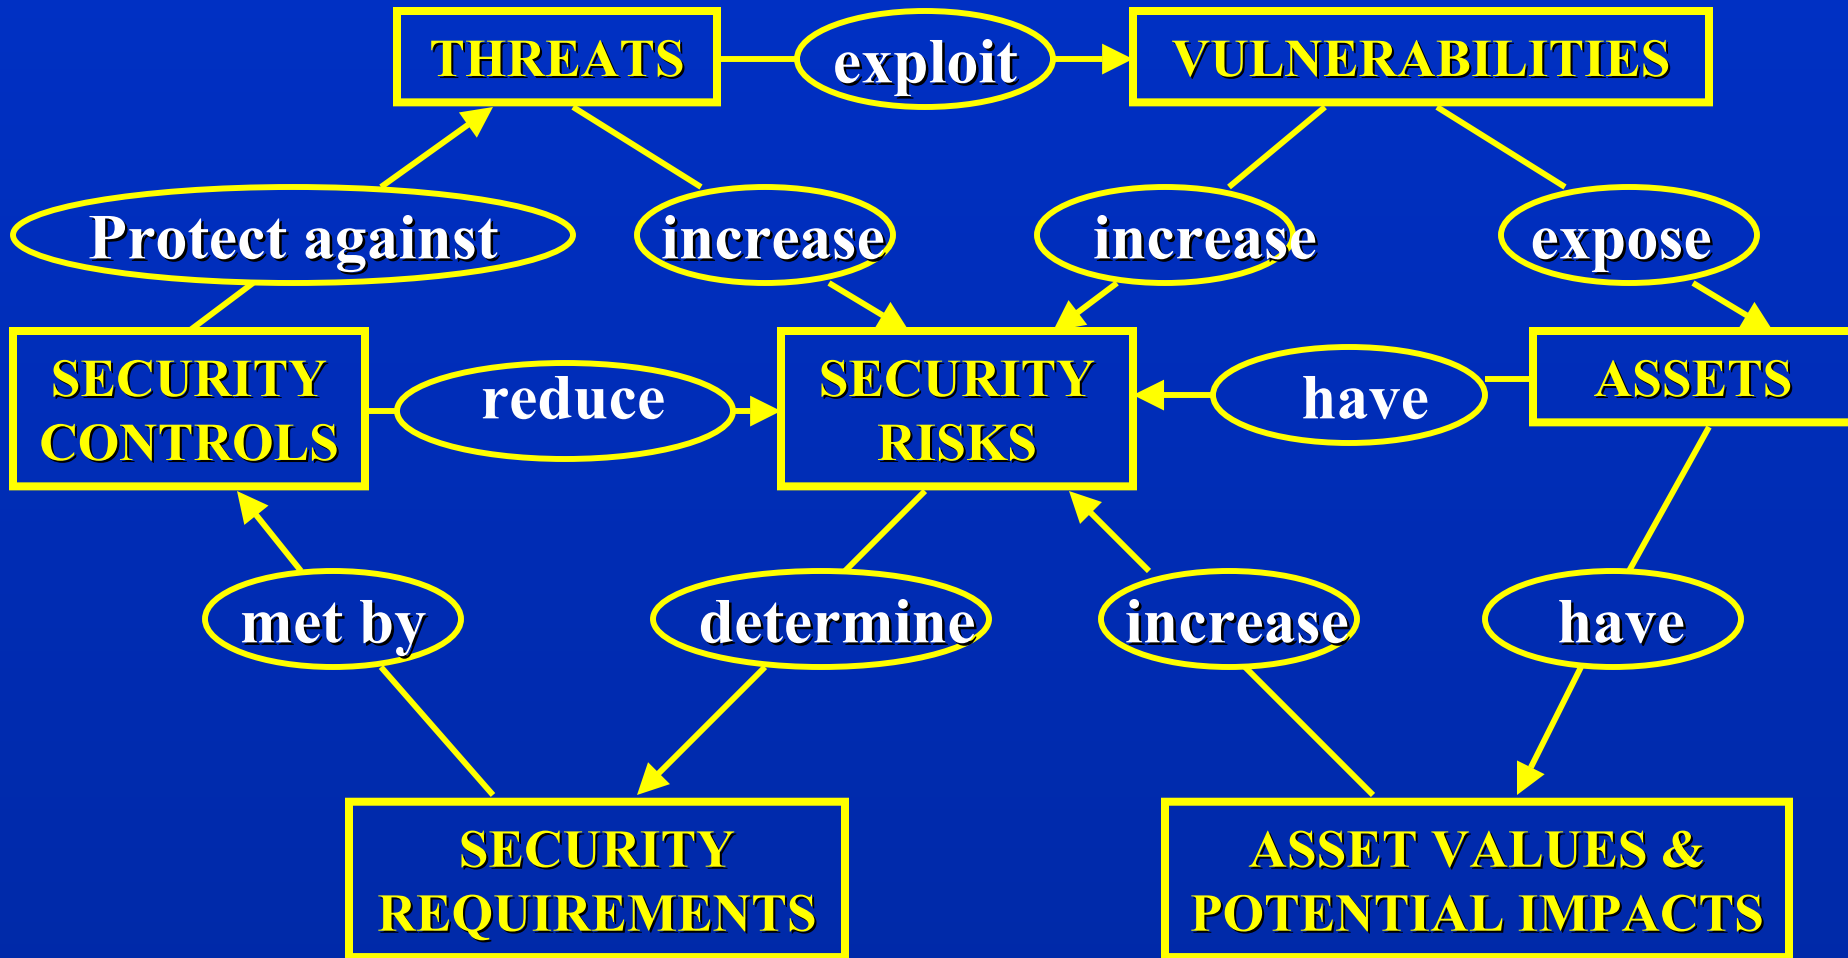 THREATS
exploit
VULNERABILITIES
Protect against
increase
increase
expose
SECURITY
CONTROLS
reduce
SECURITY
RISKS
have
ASSETS
met by
determine
increase
have
SECURITY
REQUIREMENTS
ASSET VALUES &
POTENTIAL IMPACTS